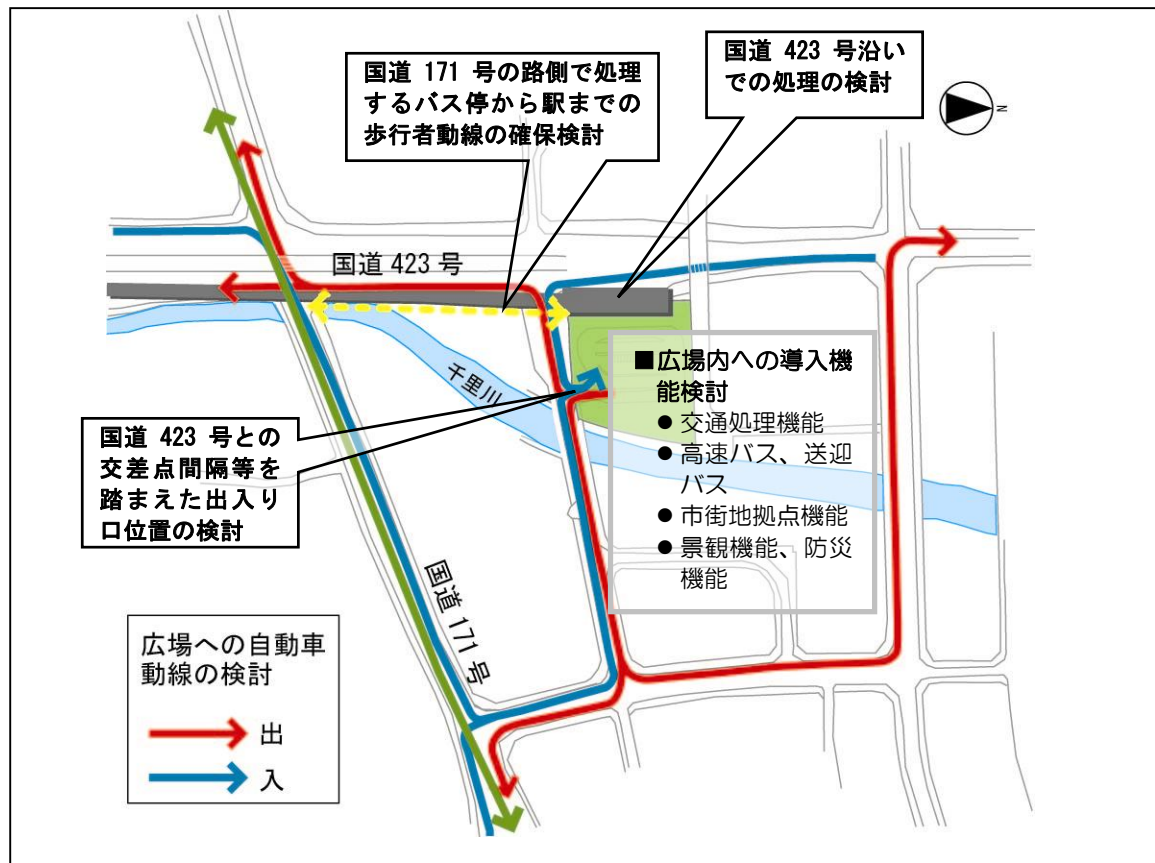 国道 171 号の路側で処理
するバス停から駅までの
歩行者動線の確保検討
国道 423 号沿い
での処理の検討
N
国道 423 号
■広場内への導入機
能検討
● 交通処理機能
● 高速バス、送迎
バス
● 市街地拠点機能
● 景観機能、防災
機能
千里川
国道 423 号との
交差点間隔等を
踏まえた出入り
口位置の検討
国道 171 号
広場への自動車
動線の検討
出
入